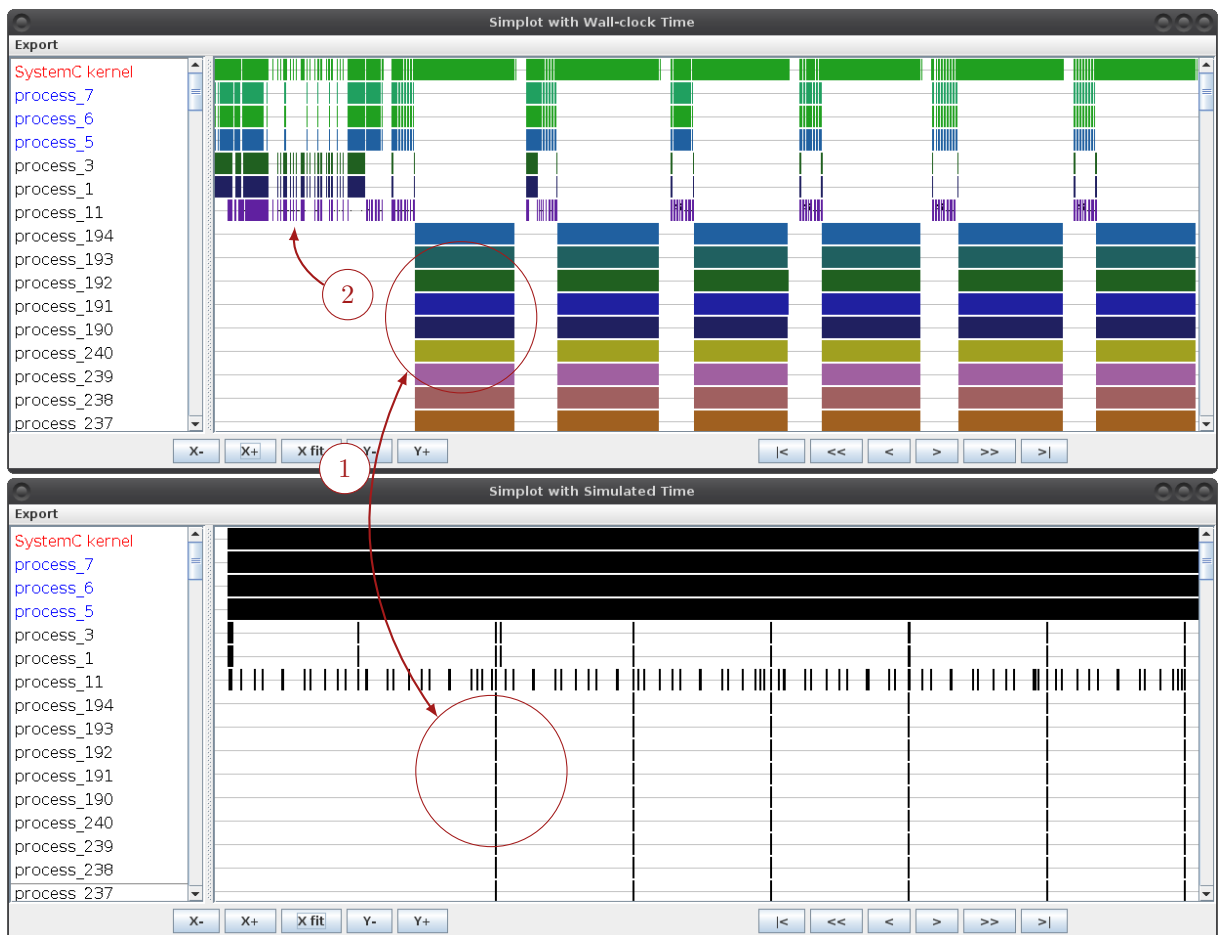 Simplot with Wall-clock Time
Export
SystemC kernel
process_7
process_6
process_5
process_3
process_1
process_11
process_194
process_193
process_192
process_191
process_190
process_240
process_239
process_238
process_237
2
X- X+ X fit Y- Y+ |< << < > >> >|
1
Simplot with Simulated Time
Export
SystemC kernel
process_7
process_6
process_5
process_3
process_1
process_11
process_194
process_193
process_192
process_191
process_190
process_240
process_239
process_238
process_237
X- X+ X fit Y- Y+ |< << < > >> >|